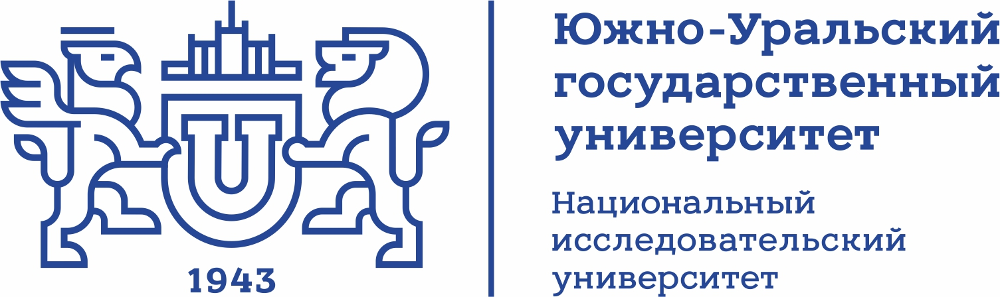 1943
Южно-Уральский
государственный
университет
Национальный
исследовательский
университет